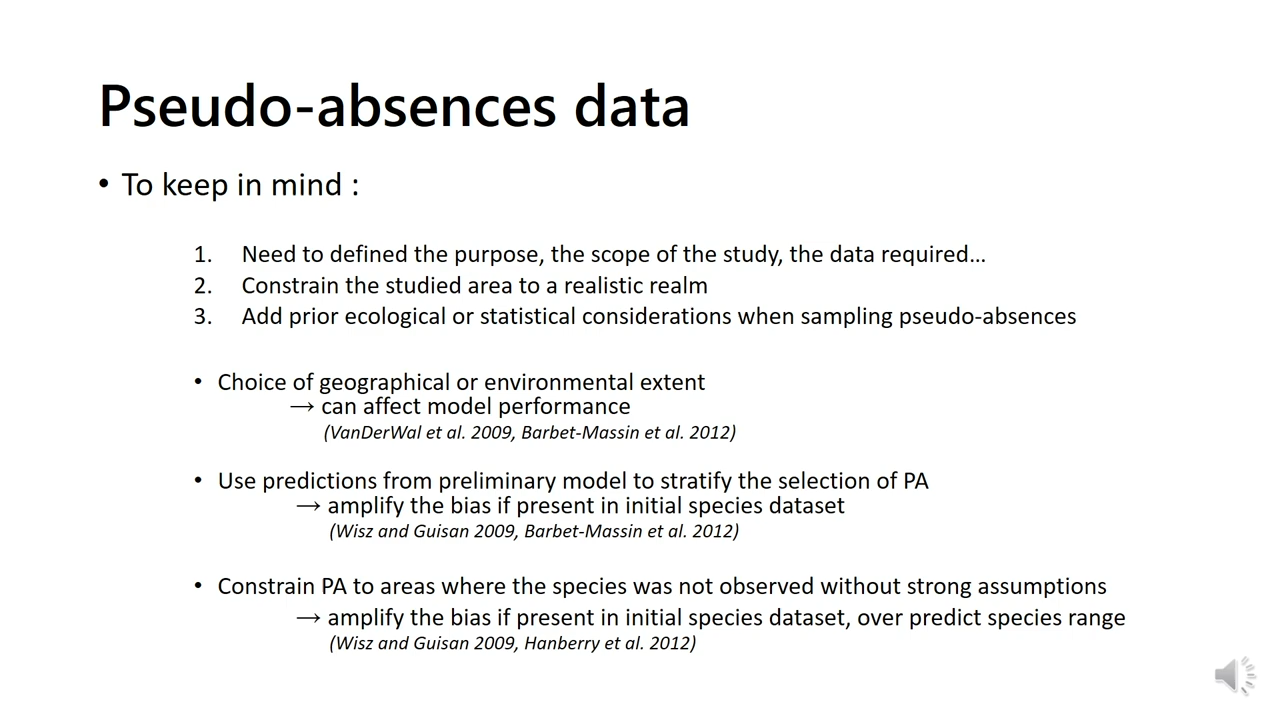 Pseudo-absences data
• To keep in mind :
1. Need to defined the purpose, the scope of the study, the data required…
2. Constrain the studied area to a realistic realm
3. Add prior ecological or statistical considerations when sampling pseudo-absences
• Choice of geographical or environmental extent
→ can affect model performance
(VanDerWal et al. 2009, Barbet-Massin et al. 2012)
• Use predictions from preliminary model to stratify the selection of PA
→ amplify the bias if present in initial species dataset
(Wisz and Guisan 2009, Barbet-Massin et al. 2012)
• Constrain PA to areas where the species was not observed without strong assumptions
→ amplify the bias if present in initial species dataset, over predict species range
(Wisz and Guisan 2009, Hanberry et al. 2012)